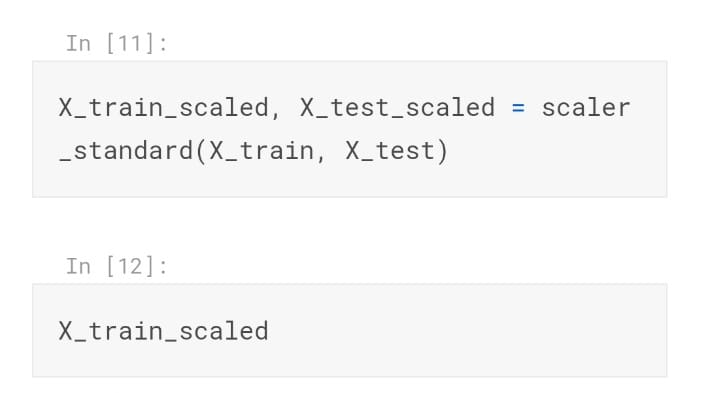 In [11]:
X_train_scaled, X_test_scaled = scaler
_standard(X_train, X_test)
In [12]:
X_train_scaled